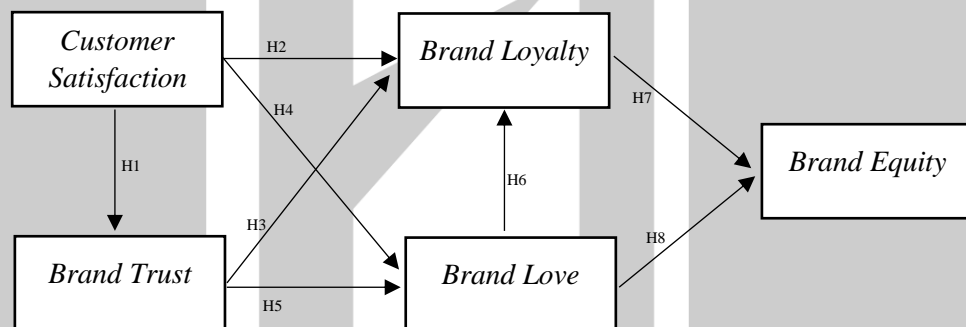 Customer
Satisfaction
H2
Brand Loyalty
H4
H7
H1
Brand Equity
H6
H3
H8
Brand Trust
Brand Love
H5